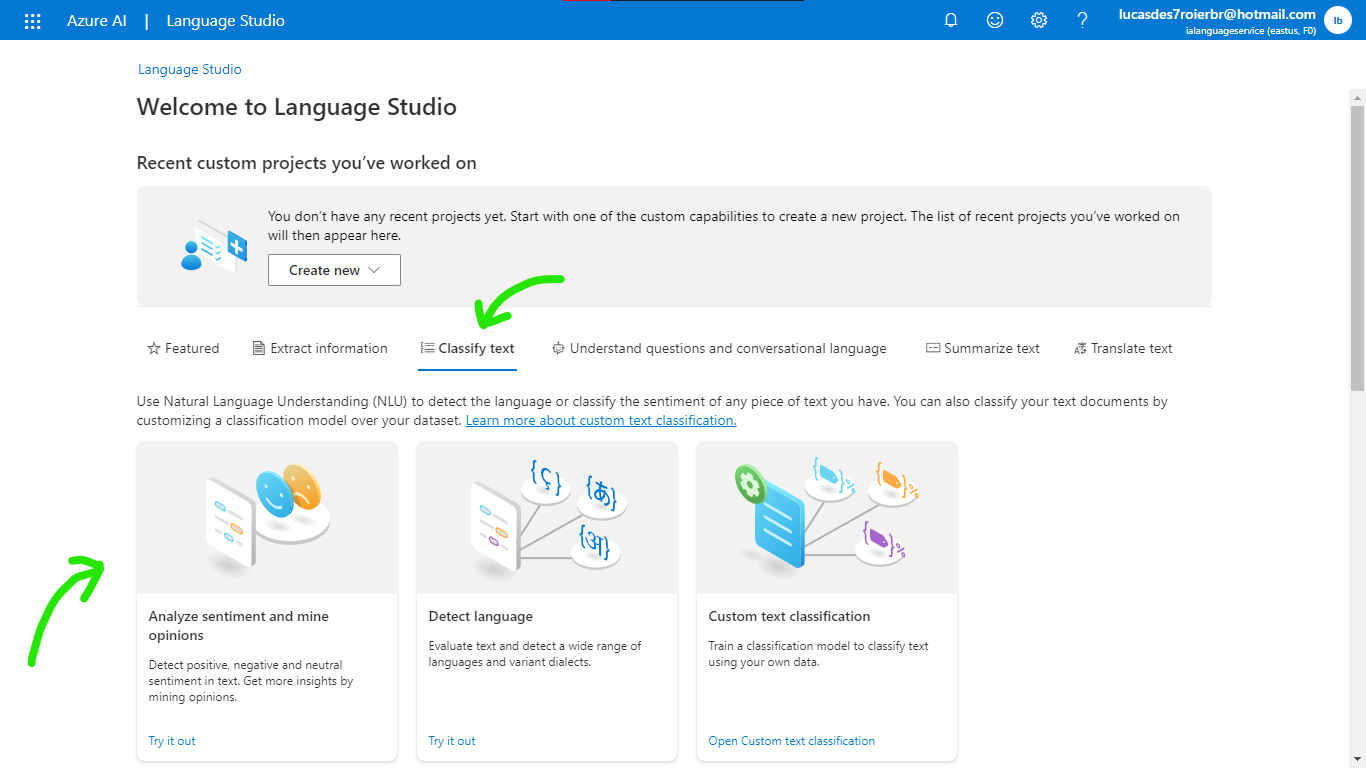 Azure AI | Language Studio
lucasdes7roierbr@hotmail.com
ialanguageservice (eastus, F0)
lb
Language Studio
Welcome to Language Studio
Recent custom projects you’ve worked on
You don’t have any recent projects yet. Start with one of the custom capabilities to create a new project. The list of recent projects you’ve worked on
will then appear here.
Create new
Featured
Extract information
Classify text
Understand questions and conversational language
Summarize text
Translate text
Use Natural Language Understanding (NLU) to detect the language or classify the sentiment of any piece of text you have. You can also classify your text documents by
customizing a classification model over your dataset. Learn more about custom text classification.
Analyze sentiment and mine
opinions
Detect positive, negative and neutral
sentiment in text. Get more insights by
mining opinions.
Try it out
{ç}
{あ}
{अ}
Detect language
Evaluate text and detect a wide range of
languages and variant dialects.
Try it out
Custom text classification
Train a classification model to classify text
using your own data.
Open Custom text classification